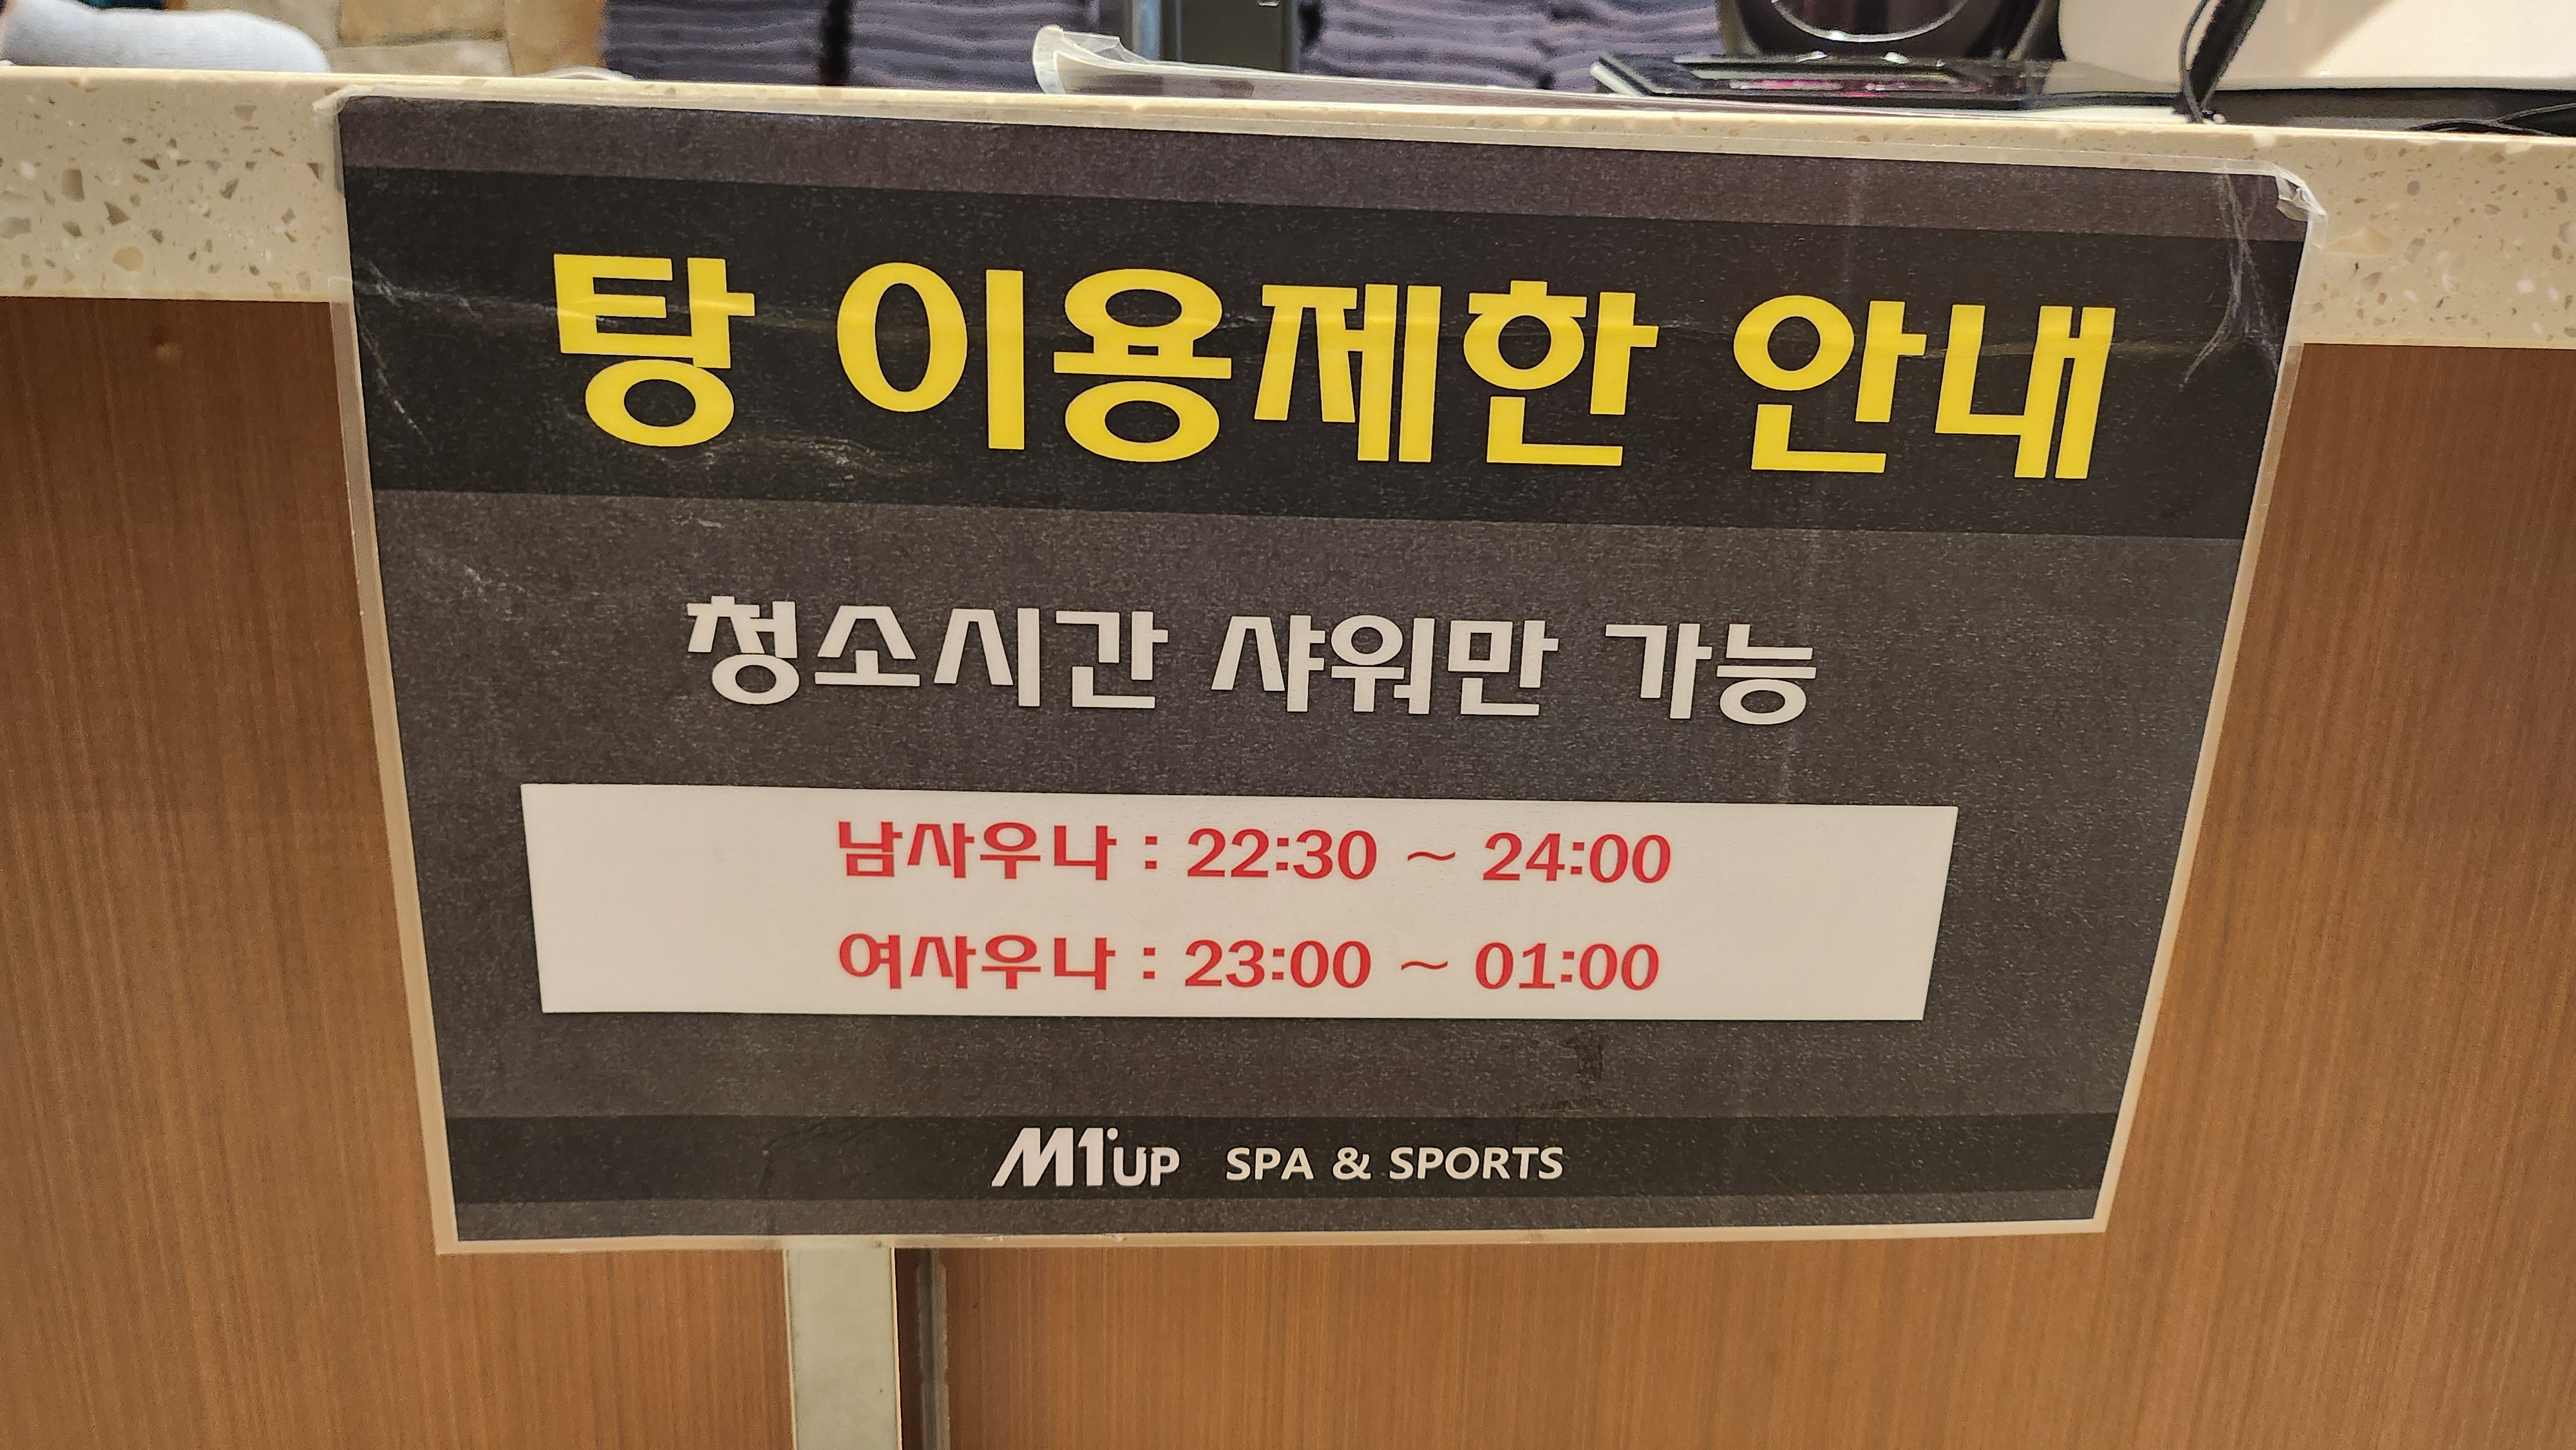 탕 이용제한 안내
청소시간 샤워만 가능
남사우나 : 22:30 ~ 24:00
여사우나 : 23:00 ~ 01:00
M1UP SPA & SPORTS